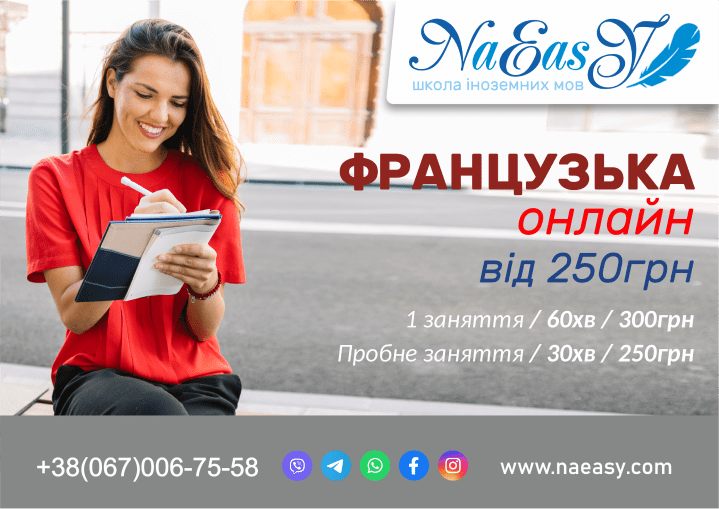 NaEasy
школа іноземних мов
ФРАНЦУЗЬКА
онлайн
від 250грн
1 заняття / 60хв / 300грн
Пробне заняття / 30хв / 250грн
+38(067)006-75-58
www.naeasy.com